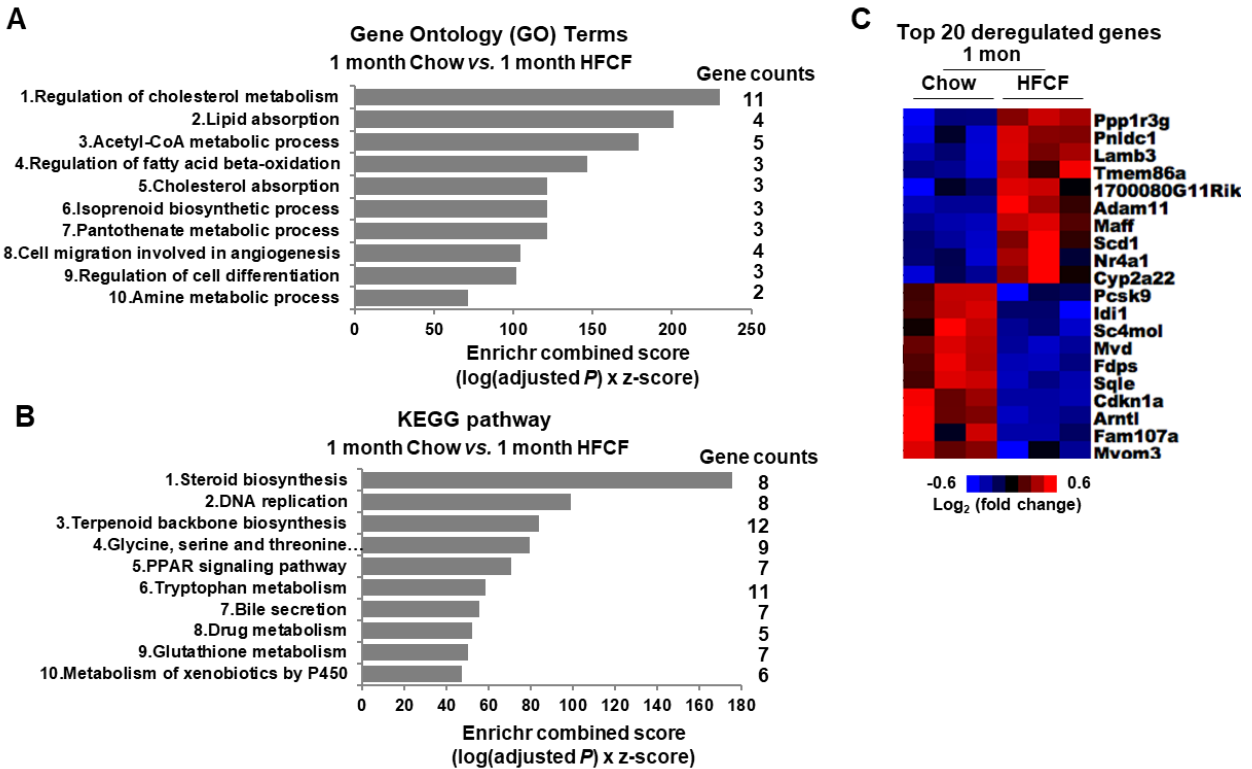 A
Gene Ontology (GO) Terms
1 month Chow vs. 1 month HFCF
Gene counts
1.Regulation of cholesterol metabolism 11
2.Lipid absorption 4
3.Acetyl-CoA metabolic process 5
4.Regulation of fatty acid beta-oxidation 3
5.Cholesterol absorption 3
6.Isoprenoid biosynthetic process 3
7.Pantothenate metabolic process 3
8.Cell migration involved in angiogenesis 4
9.Regulation of cell differentiation 3
10.Amine metabolic process 2
0 50 100 150 200 250
Enrichr combined score
(log(adjusted P) x z-score)
B
KEGG pathway
1 month Chow vs. 1 month HFCF
Gene counts
1.Steroid biosynthesis 8
2.DNA replication 8
3.Terpenoid backbone biosynthesis 12
4.Glycine, serine and threonine... 9
5.PPAR signaling pathway 7
6.Tryptophan metabolism 11
7.Bile secretion 7
8.Drug metabolism 5
9.Glutathione metabolism 7
10.Metabolism of xenobiotics by P450 6
0 20 40 60 80 100 120 140 160 180
Enrichr combined score
(log(adjusted P) x z-score)
C
Top 20 deregulated genes
1 mon
Chow HFCF
Ppp1r3g
Pnldc1
Lamb3
Tmem86a
1700080G11Rik
Adam11
Maff
Scd1
Nr4a1
Cyp2a22
Pcsk9
Idi1
Sc4mol
Mvd
Fdps
Sqle
Cdkn1a
Arntl
Fam107a
Myom3
-0.6 0.6
Log2 (fold change)